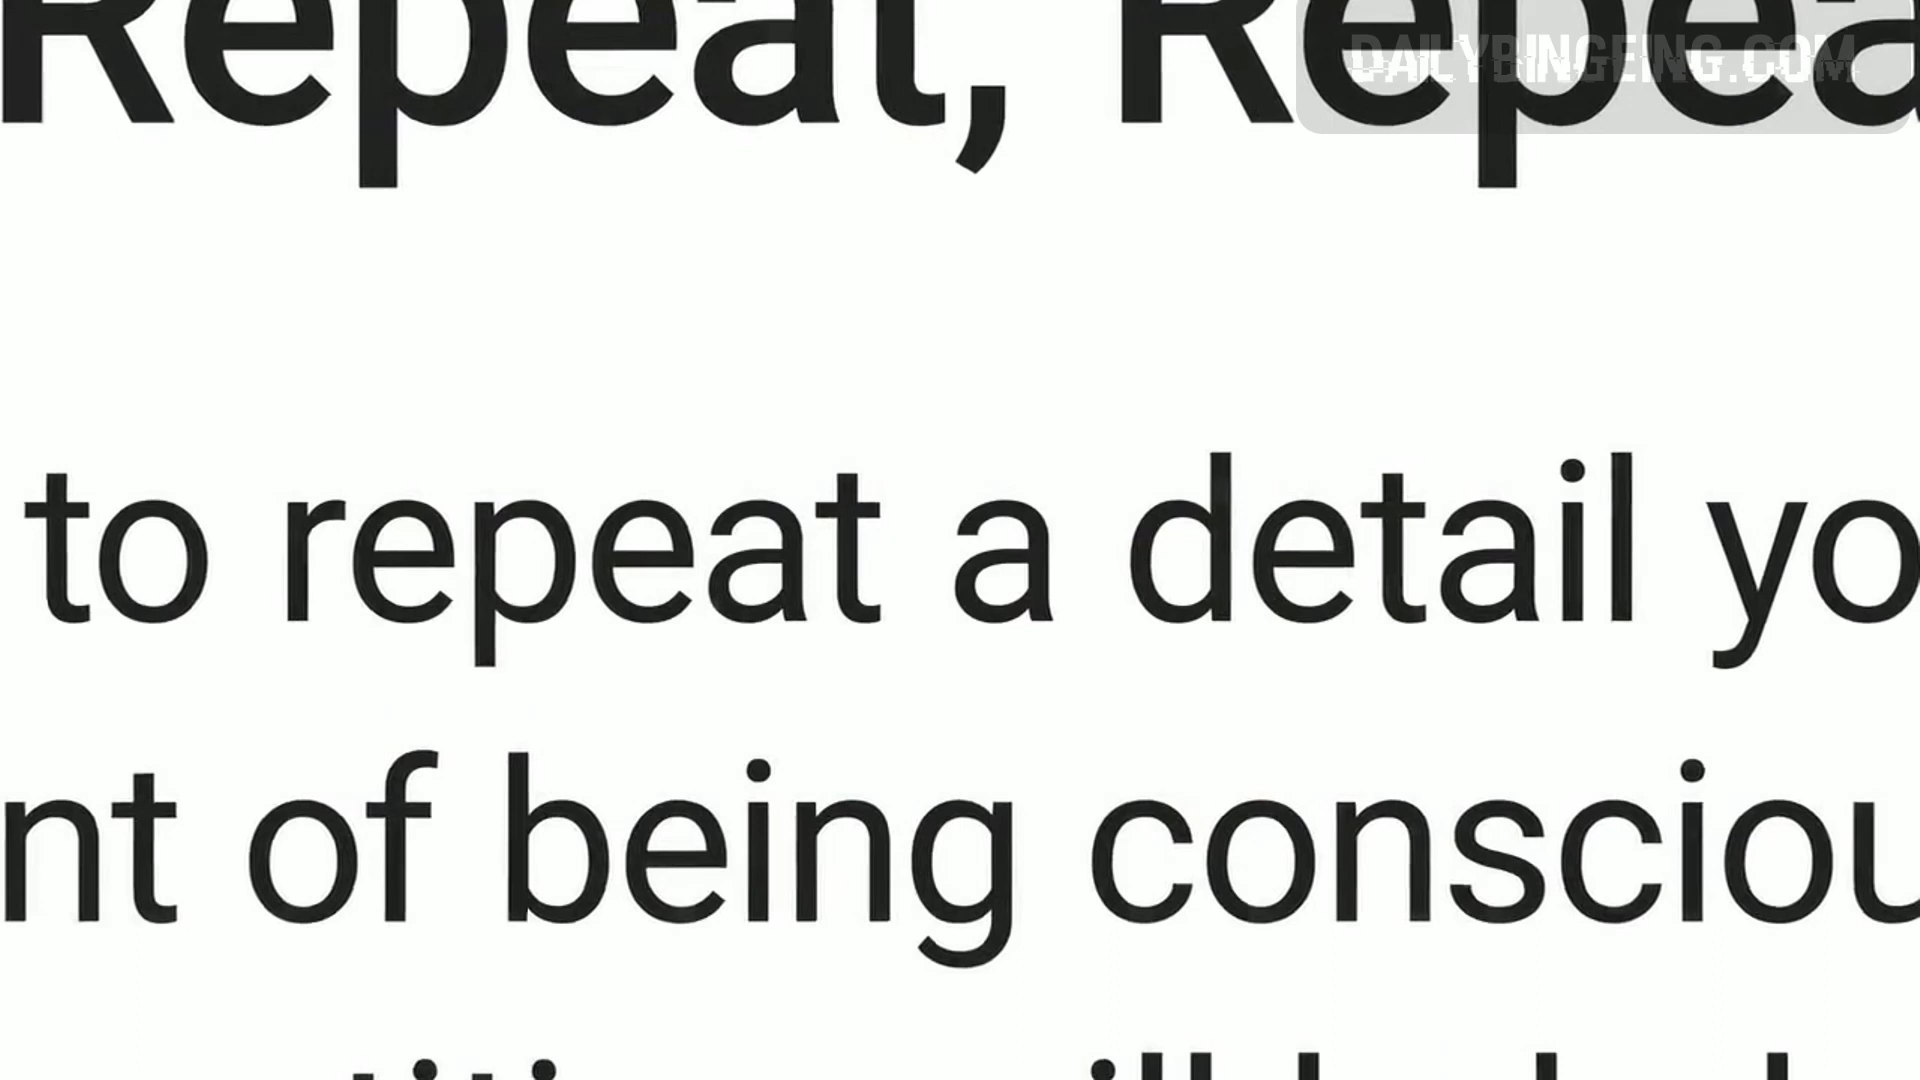 Repeat, Repea
DAILYBINGEING.COM
to repeat a detail yo
nt of being consciou